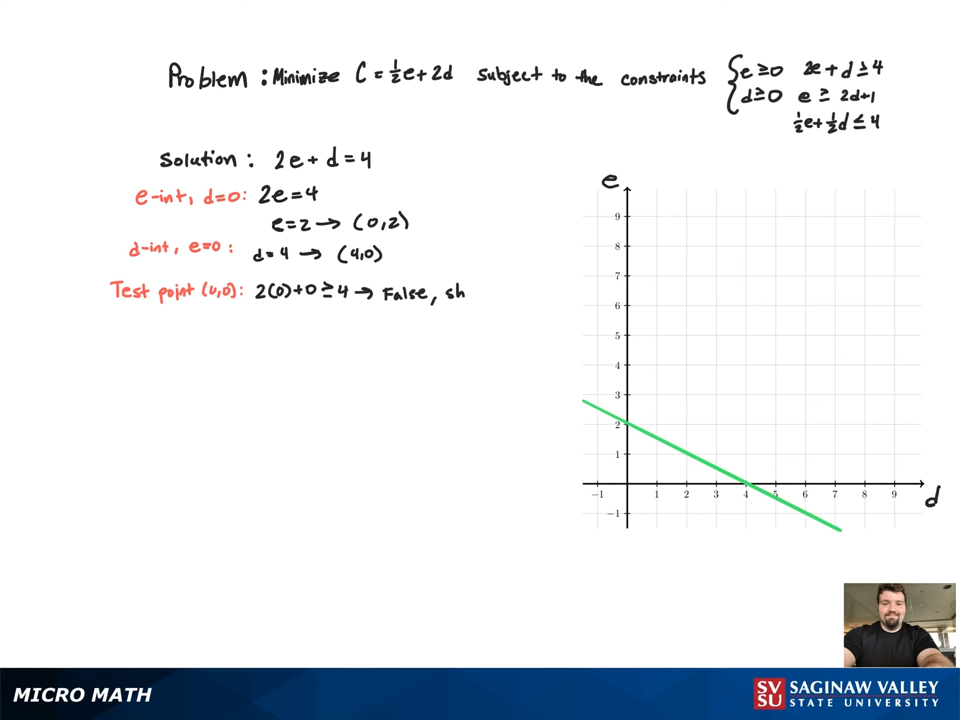 Problem : Minimize C = ½e + 2d subject to the constraints { e ≥ 0 2e + d ≥ 4
d ≥ 0 e ≥ 2d+1
½e + ½d ≤ 4
Solution : 2e + d = 4
e-int, d=0: 2e = 4
e = 2 → (0,2)
d-int, e=0 : d = 4 → (4,0)
Test point (0,0): 2(0)+0 ≥ 4 → False, sh
e
9
8
7
6
5
4
3
2
1
−1 1 2 3 4 5 6 7 8 9 d
−1
MICRO MATH
SV SU SAGINAW VALLEY
STATE UNIVERSITY